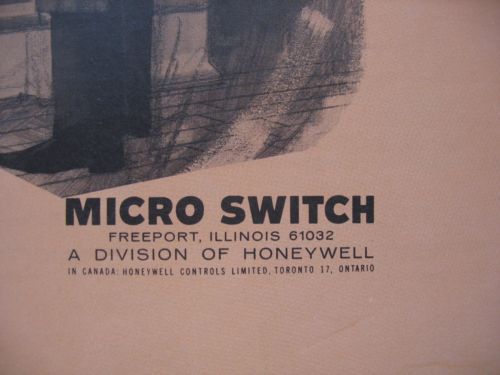 MICRO SWITCH
FREEPORT, ILLINOIS 61032
A DIVISION OF HONEYWELL
IN CANADA: HONEYWELL CONTROLS LIMITED, TORONTO 17, ONTARIO